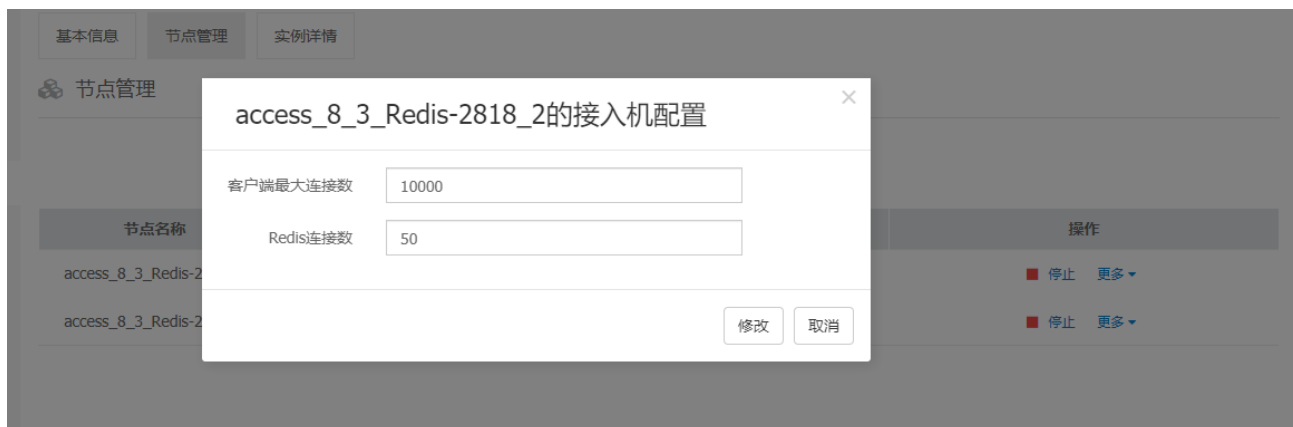 基本信息 节点管理 实例详情
节点管理
access_8_3_Redis-2818_2的接入机配置
×
客户端最大连接数 10000
Redis连接数 50
节点名称 操作
access_8_3_Redis-2 停止 更多
修改 取消
access_8_3_Redis-2 停止 更多